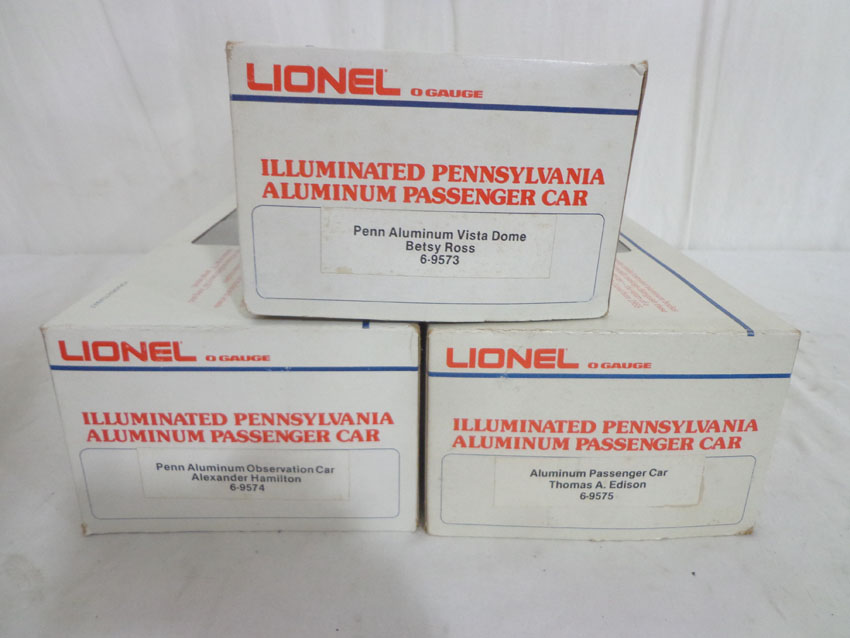 LIONEL O GAUGE
ILLUMINATED PENNSYLVANIA
ALUMINUM PASSENGER CAR
Penn Aluminum Vista Dome
Betsy Ross
6-9573
LIONEL O GAUGE
ILLUMINATED PENNSYLVANIA
ALUMINUM PASSENGER CAR
Penn Aluminum Observation Car
Alexander Hamilton
6-9574
LIONEL O GAUGE
ILLUMINATED PENNSYLVANIA
ALUMINUM PASSENGER CAR
Aluminum Passenger Car
Thomas A. Edison
6-9575